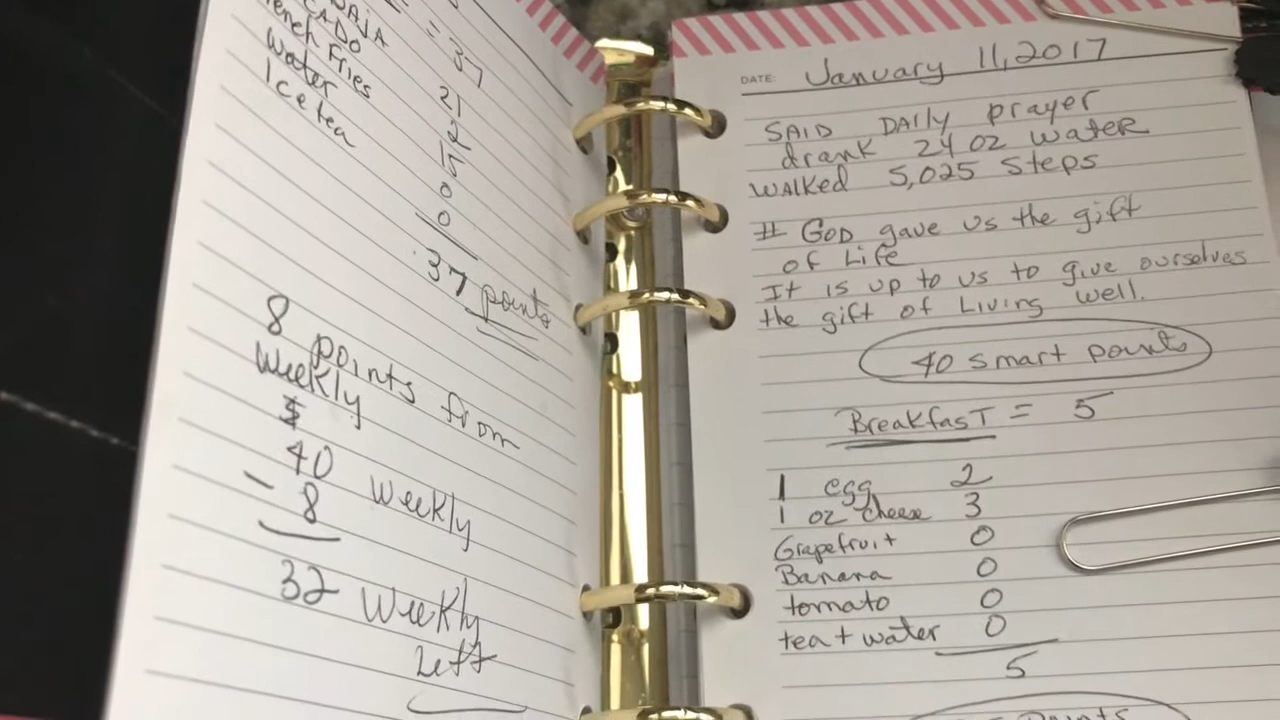 = 37
CADO 21
French Fries 2
Water 15
Ice tea 0
0
37 points
8 points from
Weekly
$
40 Weekly
- 8
32 Weekly
Left
DATE: January 11, 2017
SAID DAILY prayer
drank 24 oz water
WALKed 5,025 Steps
# GOD gave us the gift
of Life
It is up to us to give ourselves
the gift of Living well.
40 smart points
BreakfasT = 5
1 egg 2
1 oz cheese 3
Grapefruit 0
Banana 0
tomato 0
tea + water 0
5
Points